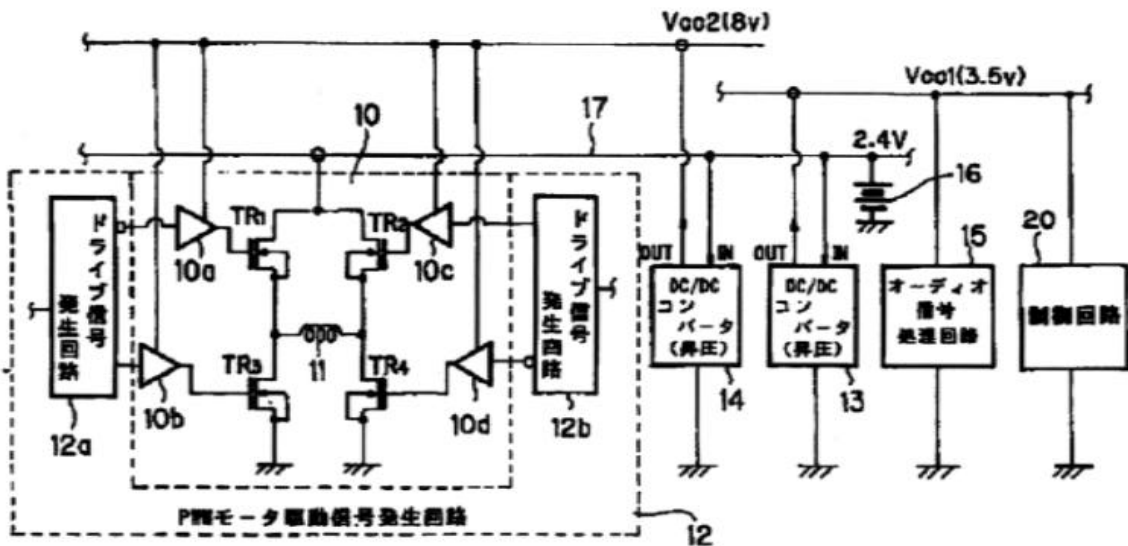 Vcc2(8v)
Vcc1(3.5v)
10
17
2.4V
16
TR1
TR2
10a
10c
ドライブ信号
発生回路
ドライブ信号
発生回路
OUT
IN
OUT
IN
15
20
DC/DC
コン
バータ
(昇圧)
DC/DC
コン
バータ
(昇圧)
オーディオ
信号
処理回路
制御回路
11
TR3
TR4
10b
10d
12a
12b
14
13
PWMモータ駆動信号発生回路
12